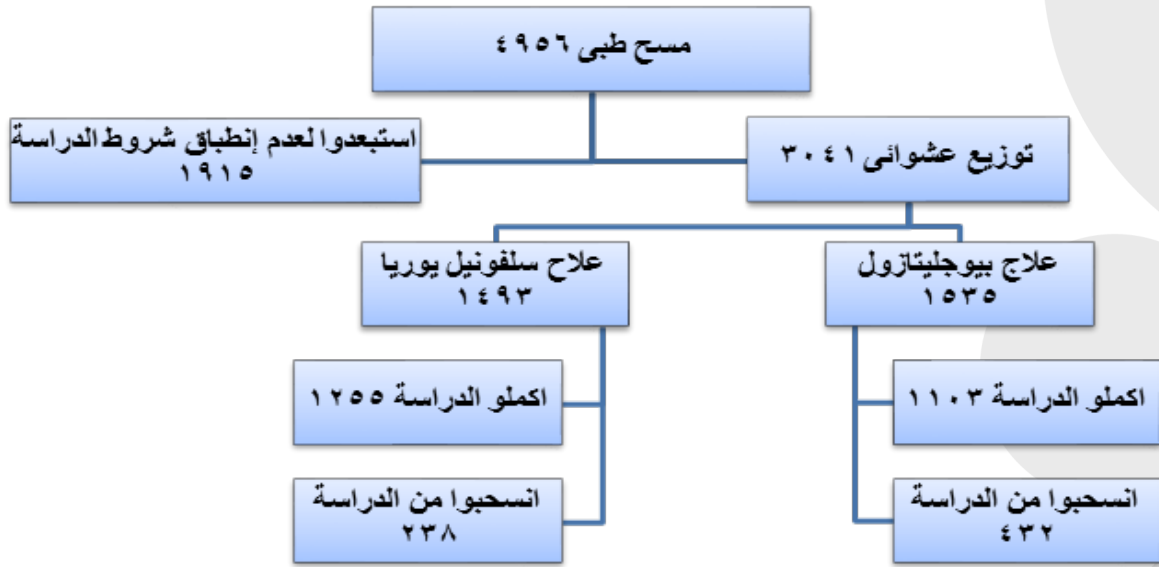 مسح طبى ٤٩٥٦
استبعدوا لعدم إنطباق شروط الدراسة
١٩١٥
توزيع عشوائى ٣٠٤١
علاج بيوجليتازول
١٥٣٥
علاح سلفونيل يوريا
١٤٩٣
اكملو الدراسة ١١٠٣
اكملو الدراسة ١٢٥٥
انسحبوا من الدراسة
٤٣٢
انسحبوا من الدراسة
٢٣٨